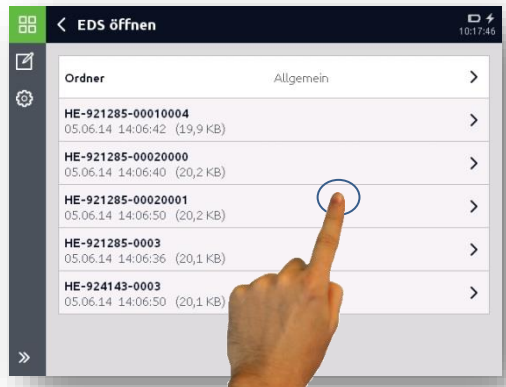 EDS öffnen
10:17:46
Ordner Allgemein
HE-921285-00010004
05.06.14 14:06:42 (19,9 KB)
HE-921285-00020000
05.06.14 14:06:40 (20,2 KB)
HE-921285-00020001
05.06.14 14:06:50 (20,2 KB)
HE-921285-0003
05.06.14 14:06:36 (20,1 KB)
HE-924143-0003
05.06.14 14:06:50 (20,1 KB)